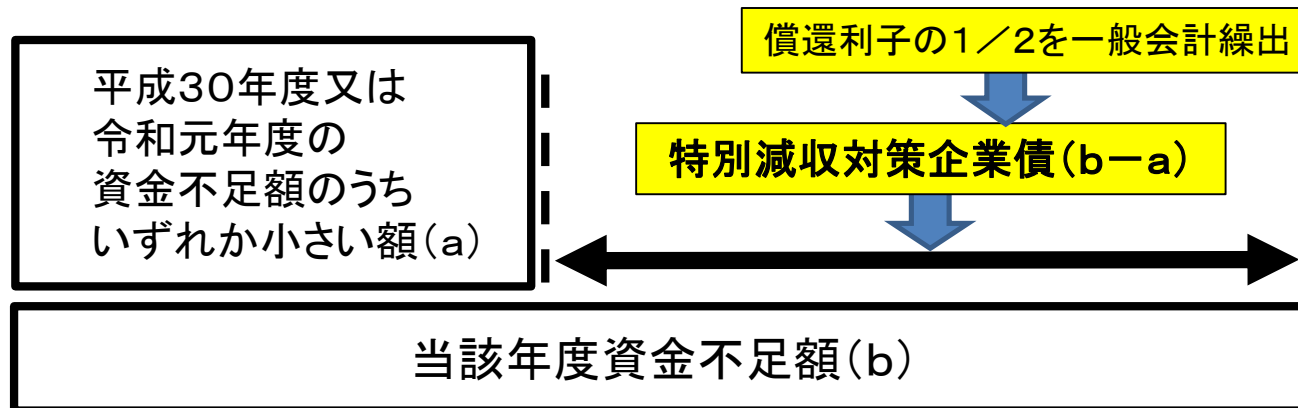 償還利子の１／２を一般会計繰出
平成３０年度又は
令和元年度の
資金不足額のうち
いずれか小さい額（ａ）
特別減収対策企業債（ｂ－ａ）
当該年度資金不足額（ｂ）